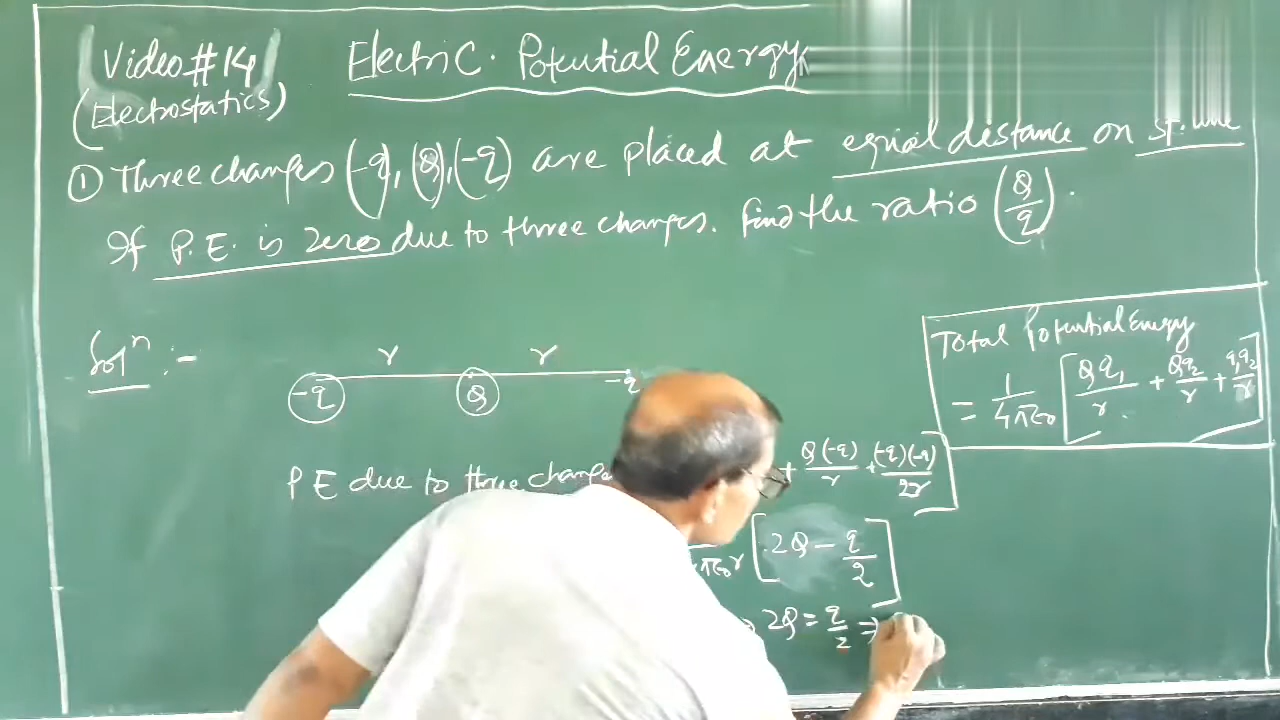 Video#14
(Electrostatics)
Electric. Potential Energy
① Three charges (-q), (Q), (-q) are placed at equal distance on st. line
If P.E. is zero due to three charges. find the ratio (Q/q).
Solⁿ :-
r r
-q Q -q
Total Potential Energy
= 1/4πε₀ [Qq₁/r + Qq₂/r + q₁q₂/r]
PE due to three charges
+ Q(-q)/r + (-q)(-q)/2r]
πε₀r [2Q - q/2]
2Q = q/2 ⇒